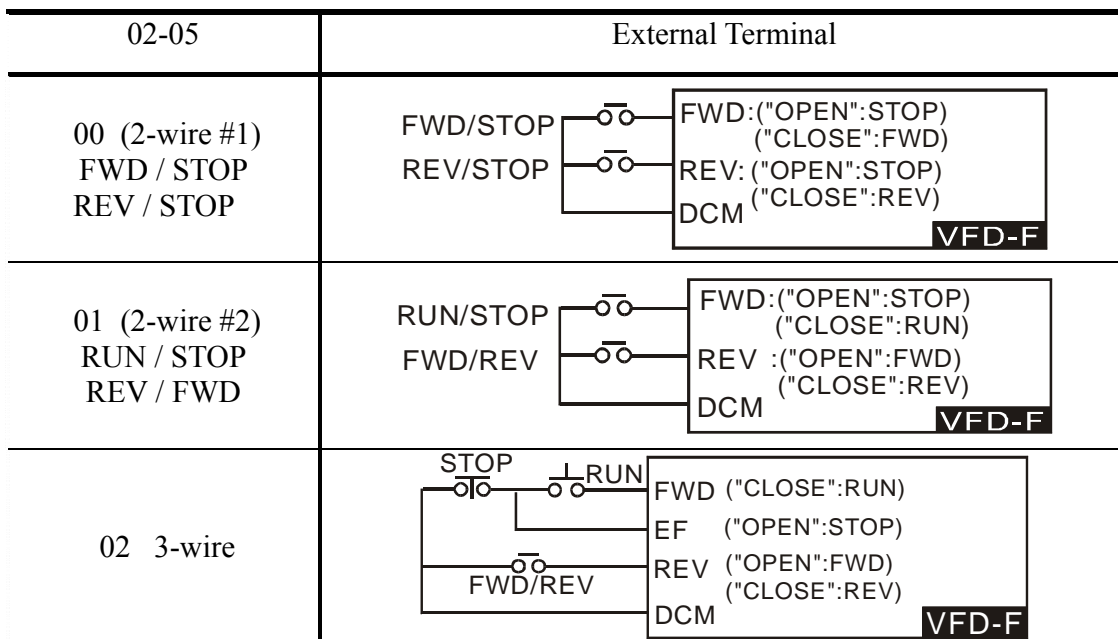 02-05
External Terminal
00 (2-wire #1)
FWD / STOP
REV / STOP
FWD/STOP
REV/STOP
FWD:("OPEN":STOP)
("CLOSE":FWD)
REV:("OPEN":STOP)
("CLOSE":REV)
DCM
VFD-F
01 (2-wire #2)
RUN / STOP
REV / FWD
RUN/STOP
FWD/REV
FWD:("OPEN":STOP)
("CLOSE":RUN)
REV :("OPEN":FWD)
("CLOSE":REV)
DCM
VFD-F
02 3-wire
STOP
RUN
FWD/REV
FWD ("CLOSE":RUN)
EF ("OPEN":STOP)
REV ("OPEN":FWD)
("CLOSE":REV)
DCM
VFD-F